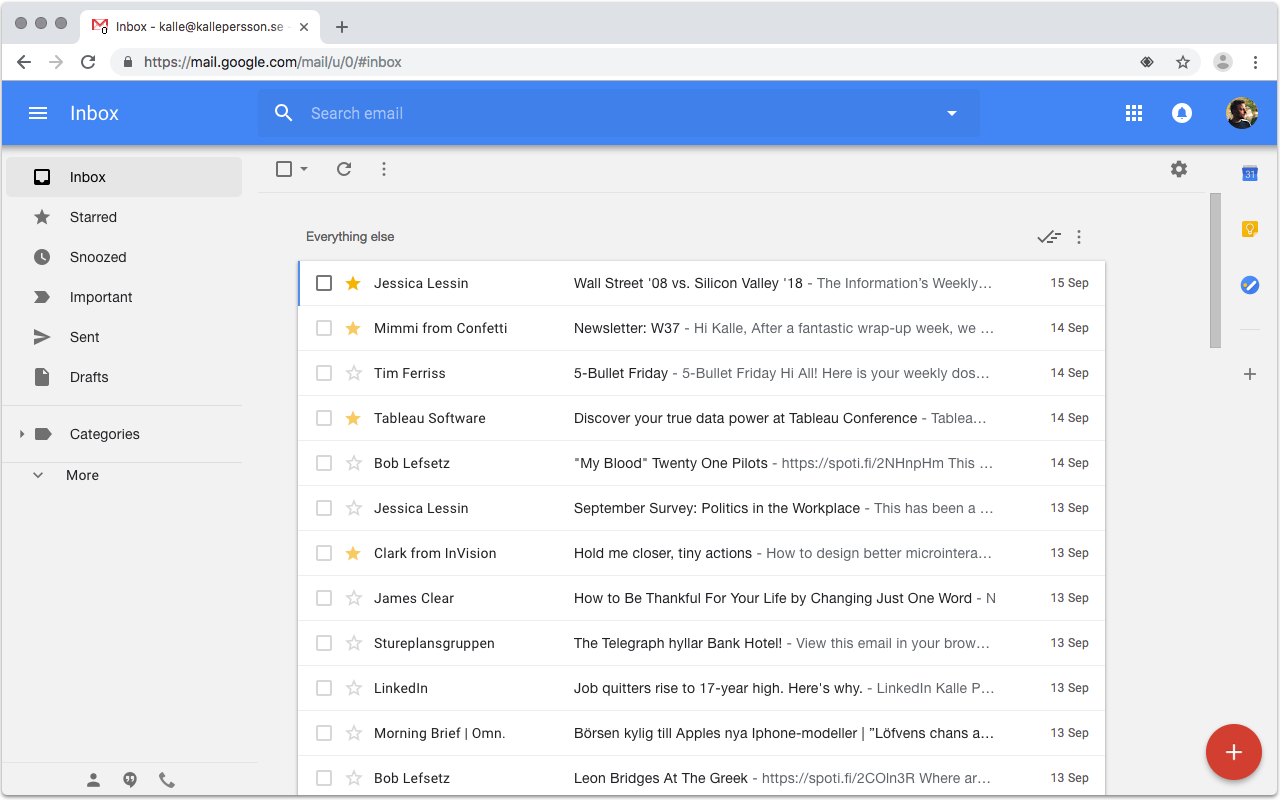 Inbox - kalle@kallepersson.se -
https://mail.google.com/mail/u/0/#inbox
Inbox
Search email
Inbox
Starred
Snoozed
Important
Sent
Drafts
Categories
More
31
Everything else
Jessica Lessin Wall Street '08 vs. Silicon Valley '18 - The Information's Weekly… 15 Sep
Mimmi from Confetti Newsletter: W37 - Hi Kalle, After a fantastic wrap-up week, we … 14 Sep
Tim Ferriss 5-Bullet Friday - 5-Bullet Friday Hi All! Here is your weekly dos… 14 Sep
Tableau Software Discover your true data power at Tableau Conference - Tablea… 14 Sep
Bob Lefsetz "My Blood" Twenty One Pilots - https://spoti.fi/2NHnpHm This … 14 Sep
Jessica Lessin September Survey: Politics in the Workplace - This has been a … 13 Sep
Clark from InVision Hold me closer, tiny actions - How to design better microintera… 13 Sep
James Clear How to Be Thankful For Your Life by Changing Just One Word - N 13 Sep
Stureplansgruppen The Telegraph hyllar Bank Hotel! - View this email in your brow… 13 Sep
LinkedIn Job quitters rise to 17-year high. Here's why. - LinkedIn Kalle P… 13 Sep
Morning Brief | Omn. Börsen kylig till Apples nya Iphone-modeller | ”Löfvens chans a… 13 Sep
Bob Lefsetz Leon Bridges At The Greek - https://spoti.fi/2COln3R Where ar… 13 Sep